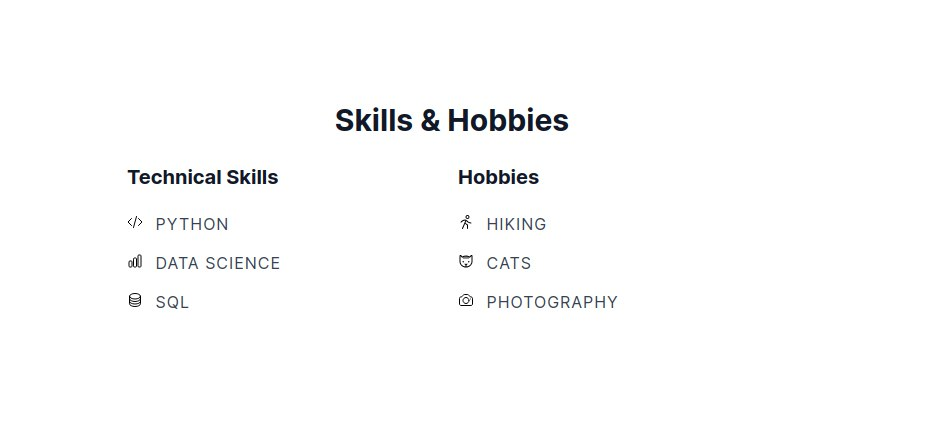 Skills & Hobbies
Technical Skills
PYTHON
DATA SCIENCE
SQL
Hobbies
HIKING
CATS
PHOTOGRAPHY